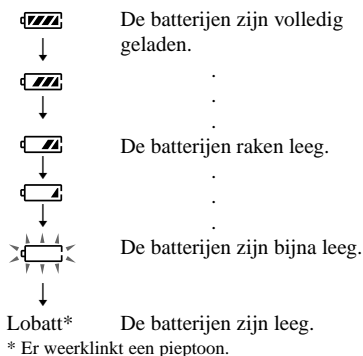 De batterijen zijn volledig
geladen.
.
.
.
De batterijen raken leeg.
.
.
.
De batterijen zijn bijna leeg.
Lobatt* De batterijen zijn leeg.
* Er weerklinkt een pieptoon.